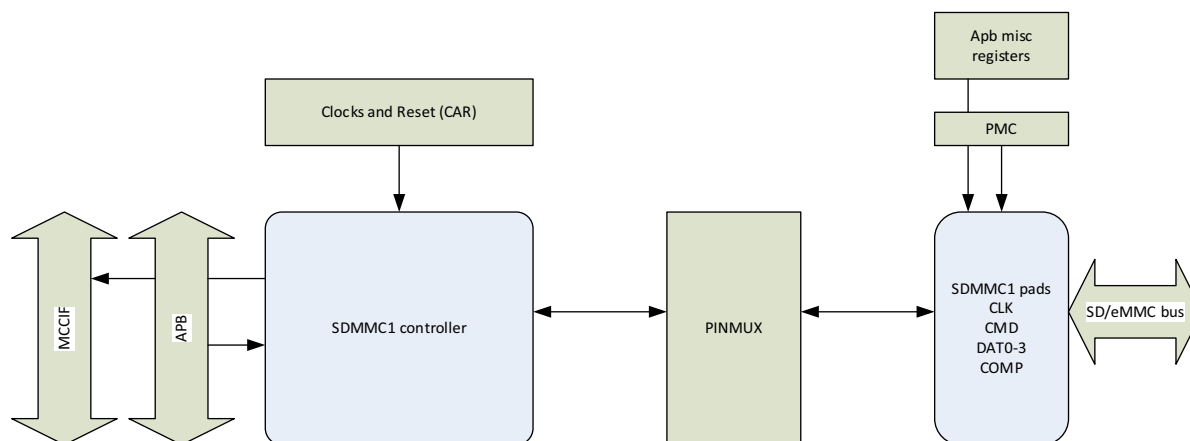 Apb misc
registers
Clocks and Reset (CAR)
PMC
MCCIF
APB
SDMMC1 controller
PINMUX
SDMMC1 pads
CLK
CMD
DAT0-3
COMP
SD/eMMC bus